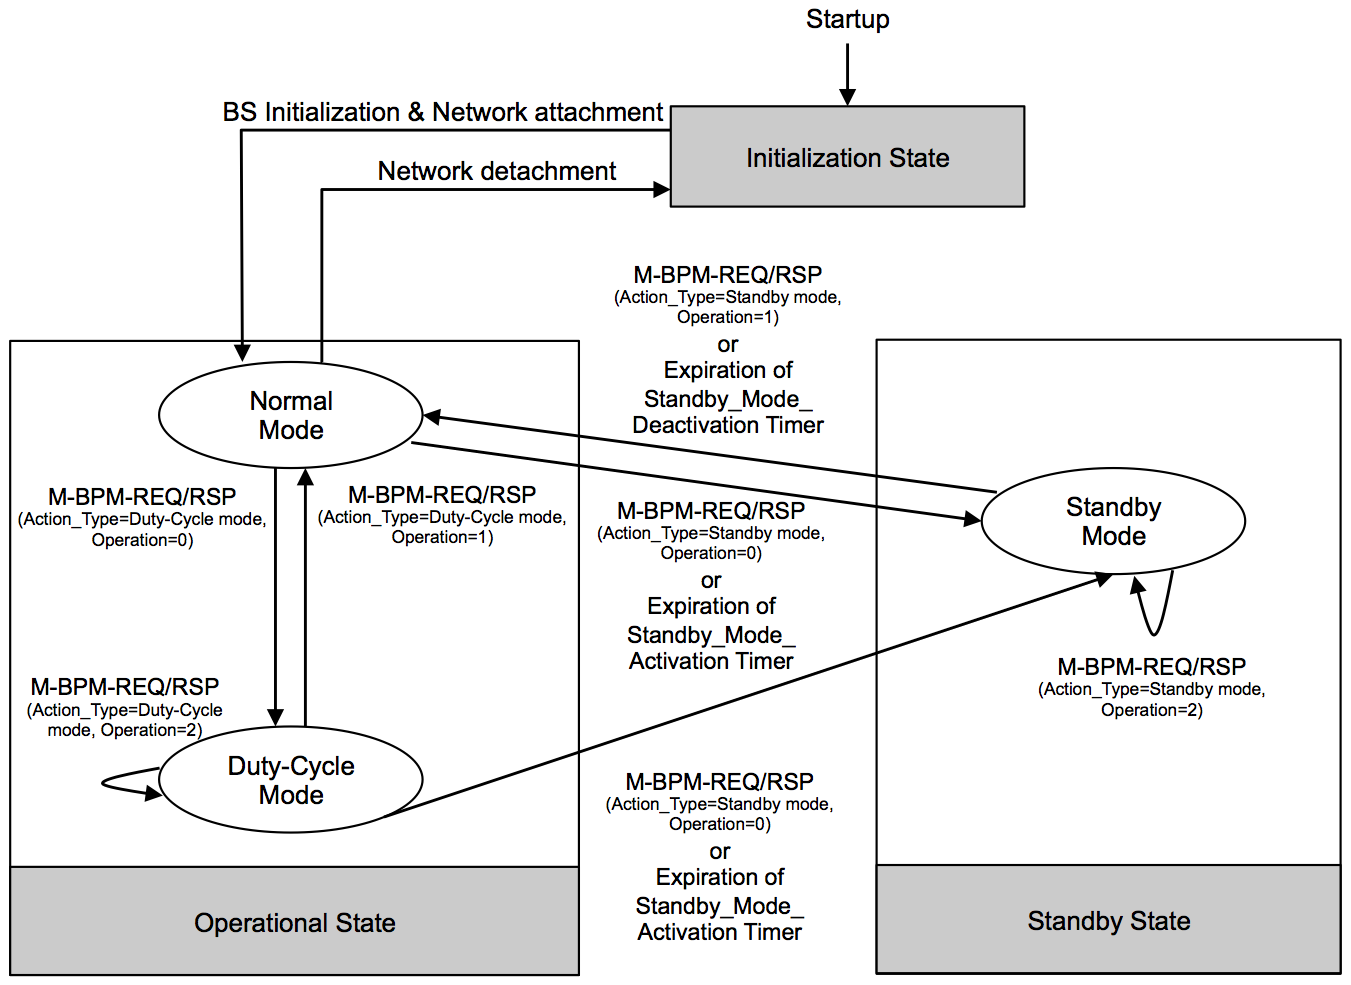 Startup
BS Initialization & Network attachment
Initialization State
Network detachment
M-BPM-REQ/RSP
(Action_Type=Standby mode,
Operation=1)
or
Expiration of
Standby_Mode_
Deactivation Timer
Normal
Mode
M-BPM-REQ/RSP
(Action_Type=Duty-Cycle mode,
Operation=0)
M-BPM-REQ/RSP
(Action_Type=Duty-Cycle mode,
Operation=1)
M-BPM-REQ/RSP
(Action_Type=Standby mode,
Operation=0)
or
Expiration of
Standby_Mode_
Activation Timer
Standby
Mode
M-BPM-REQ/RSP
(Action_Type=Standby mode,
Operation=2)
M-BPM-REQ/RSP
(Action_Type=Duty-Cycle
mode, Operation=2)
Duty-Cycle
Mode
M-BPM-REQ/RSP
(Action_Type=Standby mode,
Operation=0)
or
Expiration of
Standby_Mode_
Activation Timer
Operational State
Standby State